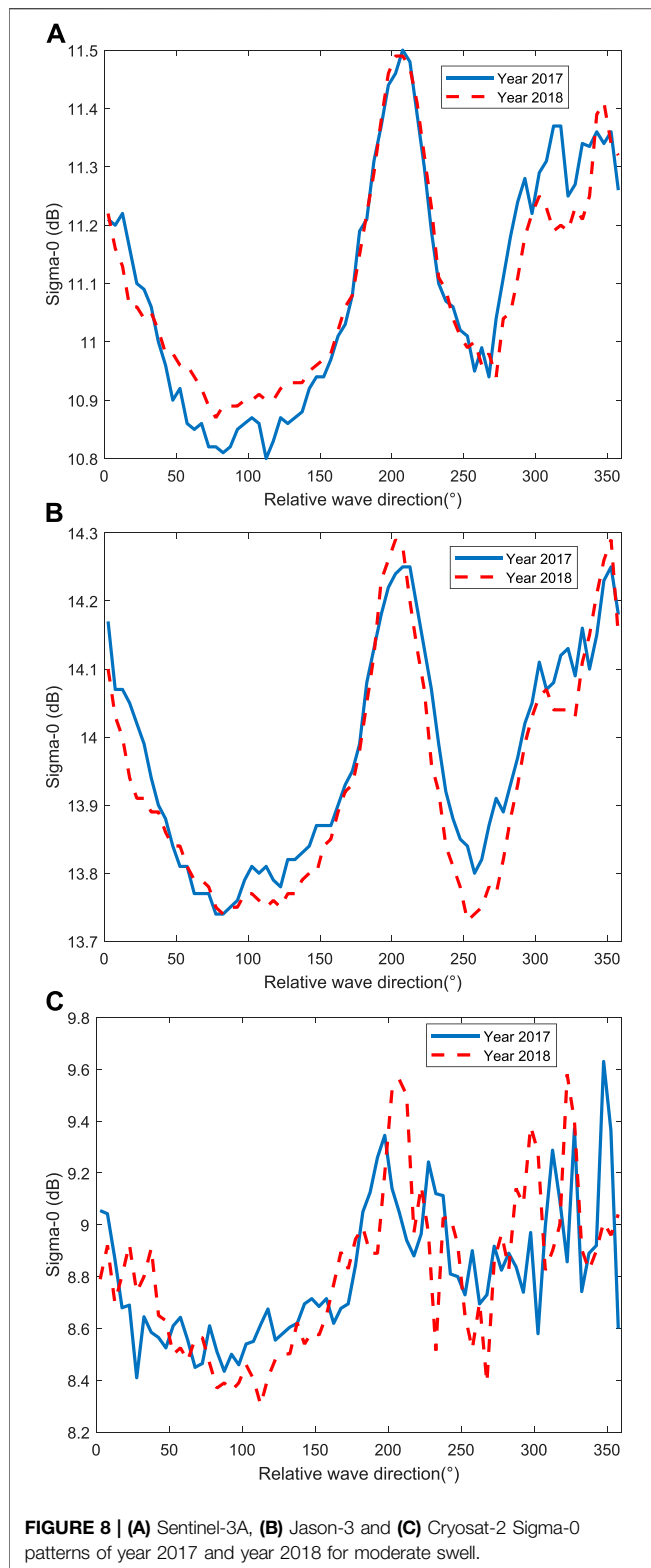 A
11.5
11.4
11.3
11.2
11.1
11
10.9
10.8
Sigma-0 (dB)
Year 2017
Year 2018
0 50 100 150 200 250 300 350
Relative wave direction(°)
B
14.3
14.2
14.1
14
13.9
13.8
13.7
Sigma-0 (dB)
Year 2017
Year 2018
0 50 100 150 200 250 300 350
Relative wave direction(°)
C
9.8
9.6
9.4
9.2
9
8.8
8.6
8.4
8.2
Sigma-0 (dB)
Year 2017
Year 2018
0 50 100 150 200 250 300 350
Relative wave direction(°)
FIGURE 8 | (A) Sentinel-3A, (B) Jason-3 and (C) Cryosat-2 Sigma-0
patterns of year 2017 and year 2018 for moderate swell.